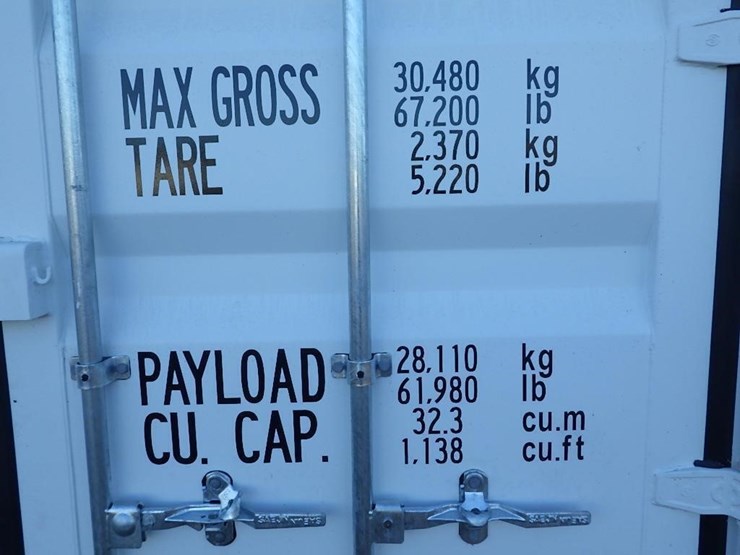 MAX GROSS 30,480 kg
67,200 lb
TARE 2,370 kg
5,220 lb
PAYLOAD 28,110 kg
61,980 lb
CU. CAP. 32.3 cu.m
1,138 cu.ft